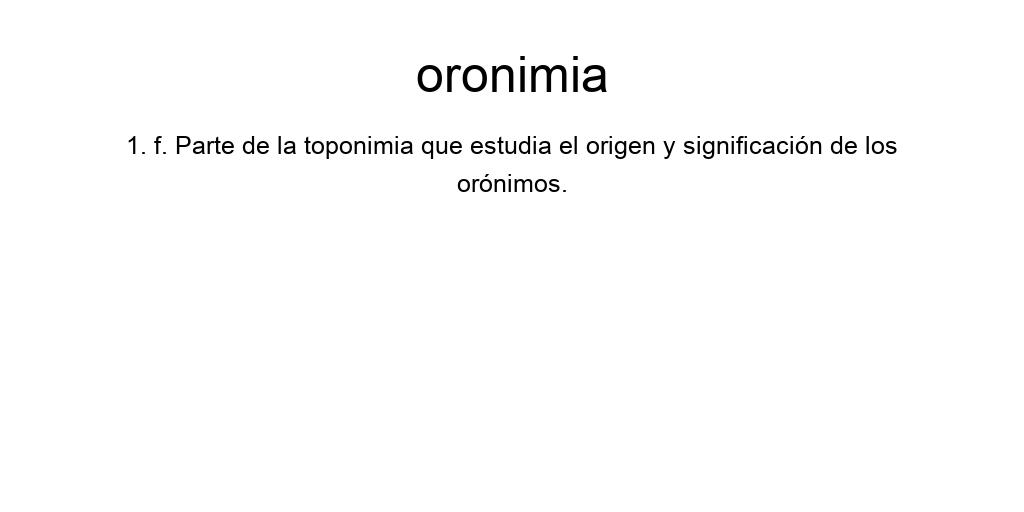 oronimia
1. f. Parte de la toponimia que estudia el origen y significación de los
orónimos.